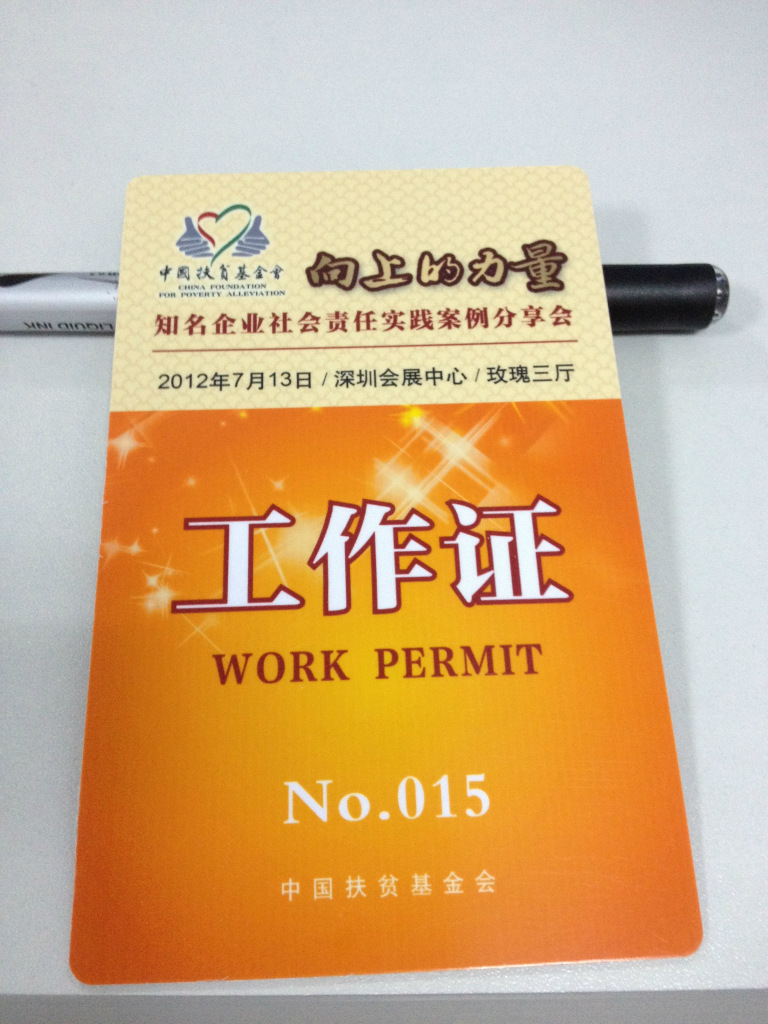 中國扶貧基金會
CHINA FOUNDATION
FOR POVERTY ALLEVIATION
向上的力量
知名企业社会责任实践案例分享会
2012年7月13日 / 深圳会展中心 / 玫瑰三厅
LIQUID INK
工作证
WORK PERMIT
No.015
中国扶贫基金会